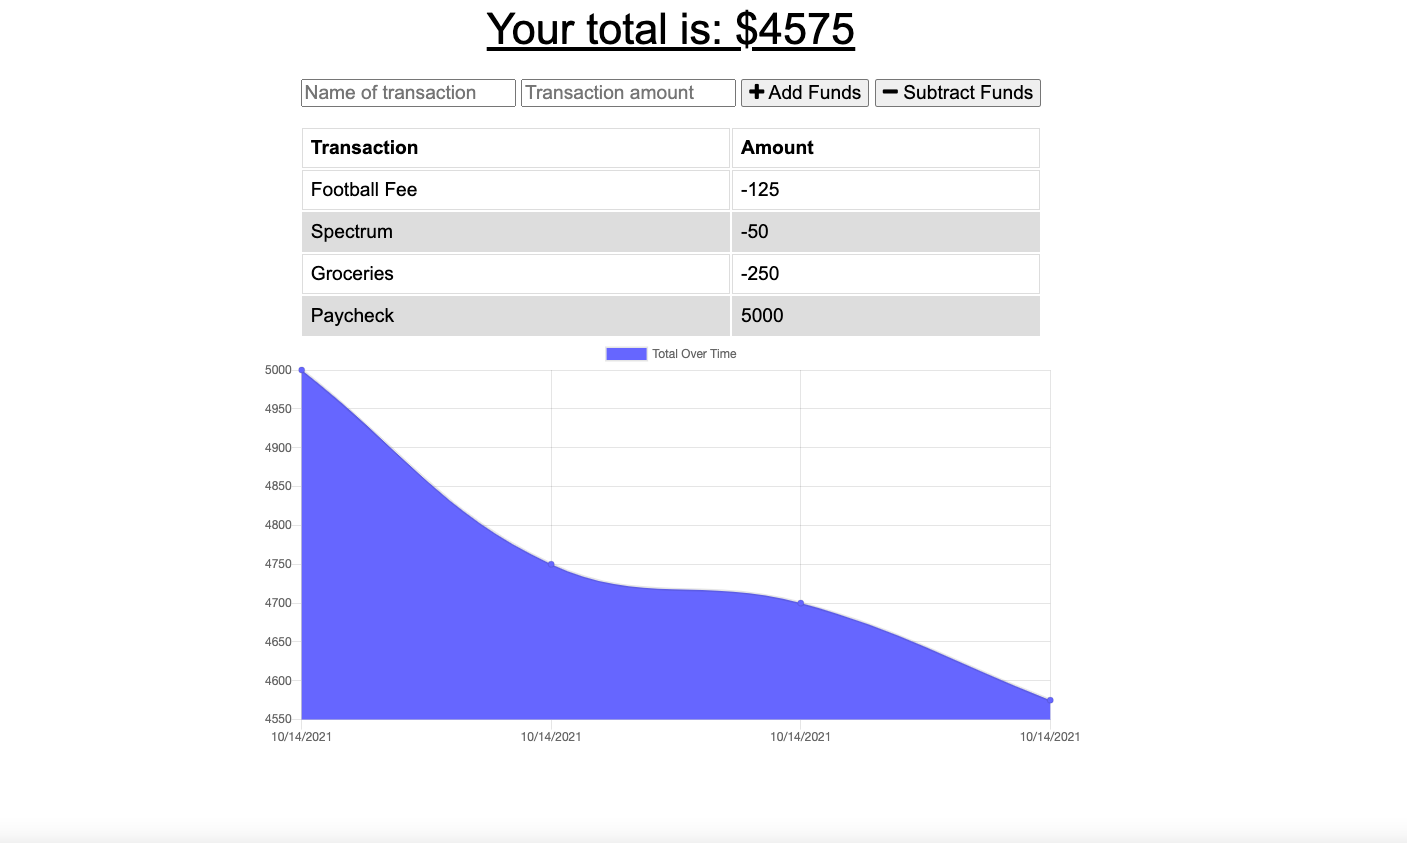 Your total is: $4575
Name of transaction Transaction amount Add Funds Subtract Funds
Transaction Amount
Football Fee -125
Spectrum -50
Groceries -250
Paycheck 5000
Total Over Time
5000
4950
4900
4850
4800
4750
4700
4650
4600
4550
10/14/2021 10/14/2021 10/14/2021 10/14/2021